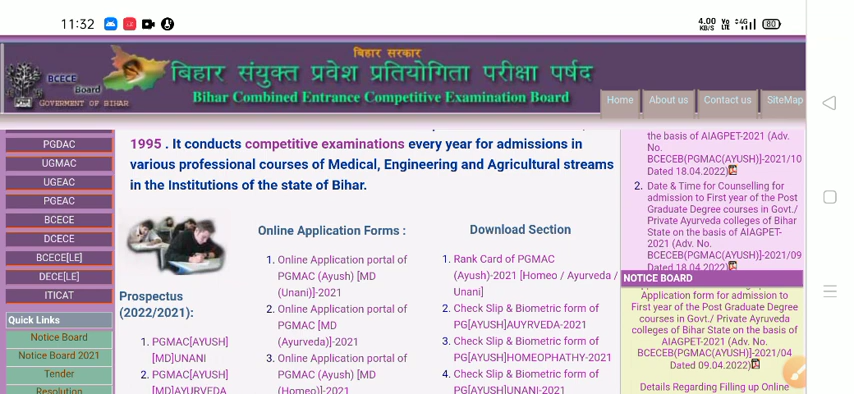 11:32
4.00
KB/S
Vo
LTE
4G
80
बिहार सरकार
बिहार संयुक्त प्रवेश प्रतियोगिता परीक्षा पर्षद
Bihar Combined Entrance Competitive Examination Board
BCECE
Board
GOVERMENT OF BIHAR
Home
About us
Contact us
SiteMap
PGDAC
UGMAC
UGEAC
PGEAC
BCECE
DCECE
BCECE[LE]
DECE[LE]
ITICAT
Quick Links
Notice Board
Notice Board 2021
Tender
Resolution
1995 . It conducts competitive examinations every year for admissions in
various professional courses of Medical, Engineering and Agricultural streams
in the Institutions of the state of Bihar.
Prospectus
(2022/2021):
1. PGMAC[AYUSH]
[MD]UNANI
2. PGMAC[AYUSH]
[MD]AYURVEDA
Online Application Forms :
1. Online Application portal of
PGMAC (Ayush) [MD
(Unani)]-2021
2. Online Application portal of
PGMAC [MD
(Ayurveda)]-2021
3. Online Application portal of
PGMAC (Ayush) [MD
(Homeo)]-2021
Download Section
1. Rank Card of PGMAC
(Ayush)-2021 [Homeo / Ayurveda /
Unani]
2. Check Slip & Biometric form of
PG[AYUSH]AUYRVEDA-2021
3. Check Slip & Biometric form of
PG[AYUSH]HOMEOPHATHY-2021
4. Check Slip & Biometric form of
PG[AYUSH]UNANI-2021
the basis of AIAGPET-2021 (Adv.
No.
BCECEB(PGMAC(AYUSH)]-2021/10
Dated 18.04.2022)
2. Date & Time for Counselling for
admission to First year of the Post
Graduate Degree courses in Govt./
Private Ayurveda colleges of Bihar
State on the basis of AIAGPET-
2021 (Adv. No.
BCECEB(PGMAC(AYUSH)]-2021/09
Dated 18.04.2022)
NOTICE BOARD
Application form for admission to
First year of the Post Graduate Degree
courses in Govt./ Private Ayruveda
colleges of Bihar State on the basis of
AIAGPET-2021 (Adv. No.
BCECEB(PGMAC(AYUSH)]-2021/04
Dated 09.04.2022)
Details Regarding Filling up Online